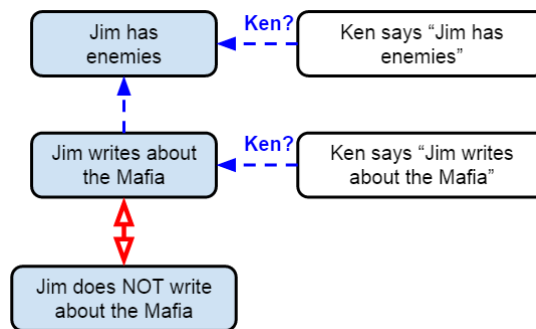 Jim has
enemies
Ken?
Ken says “Jim has
enemies”
Jim writes about
the Mafia
Ken?
Ken says “Jim writes
about the Mafia”
Jim does NOT write
about the Mafia